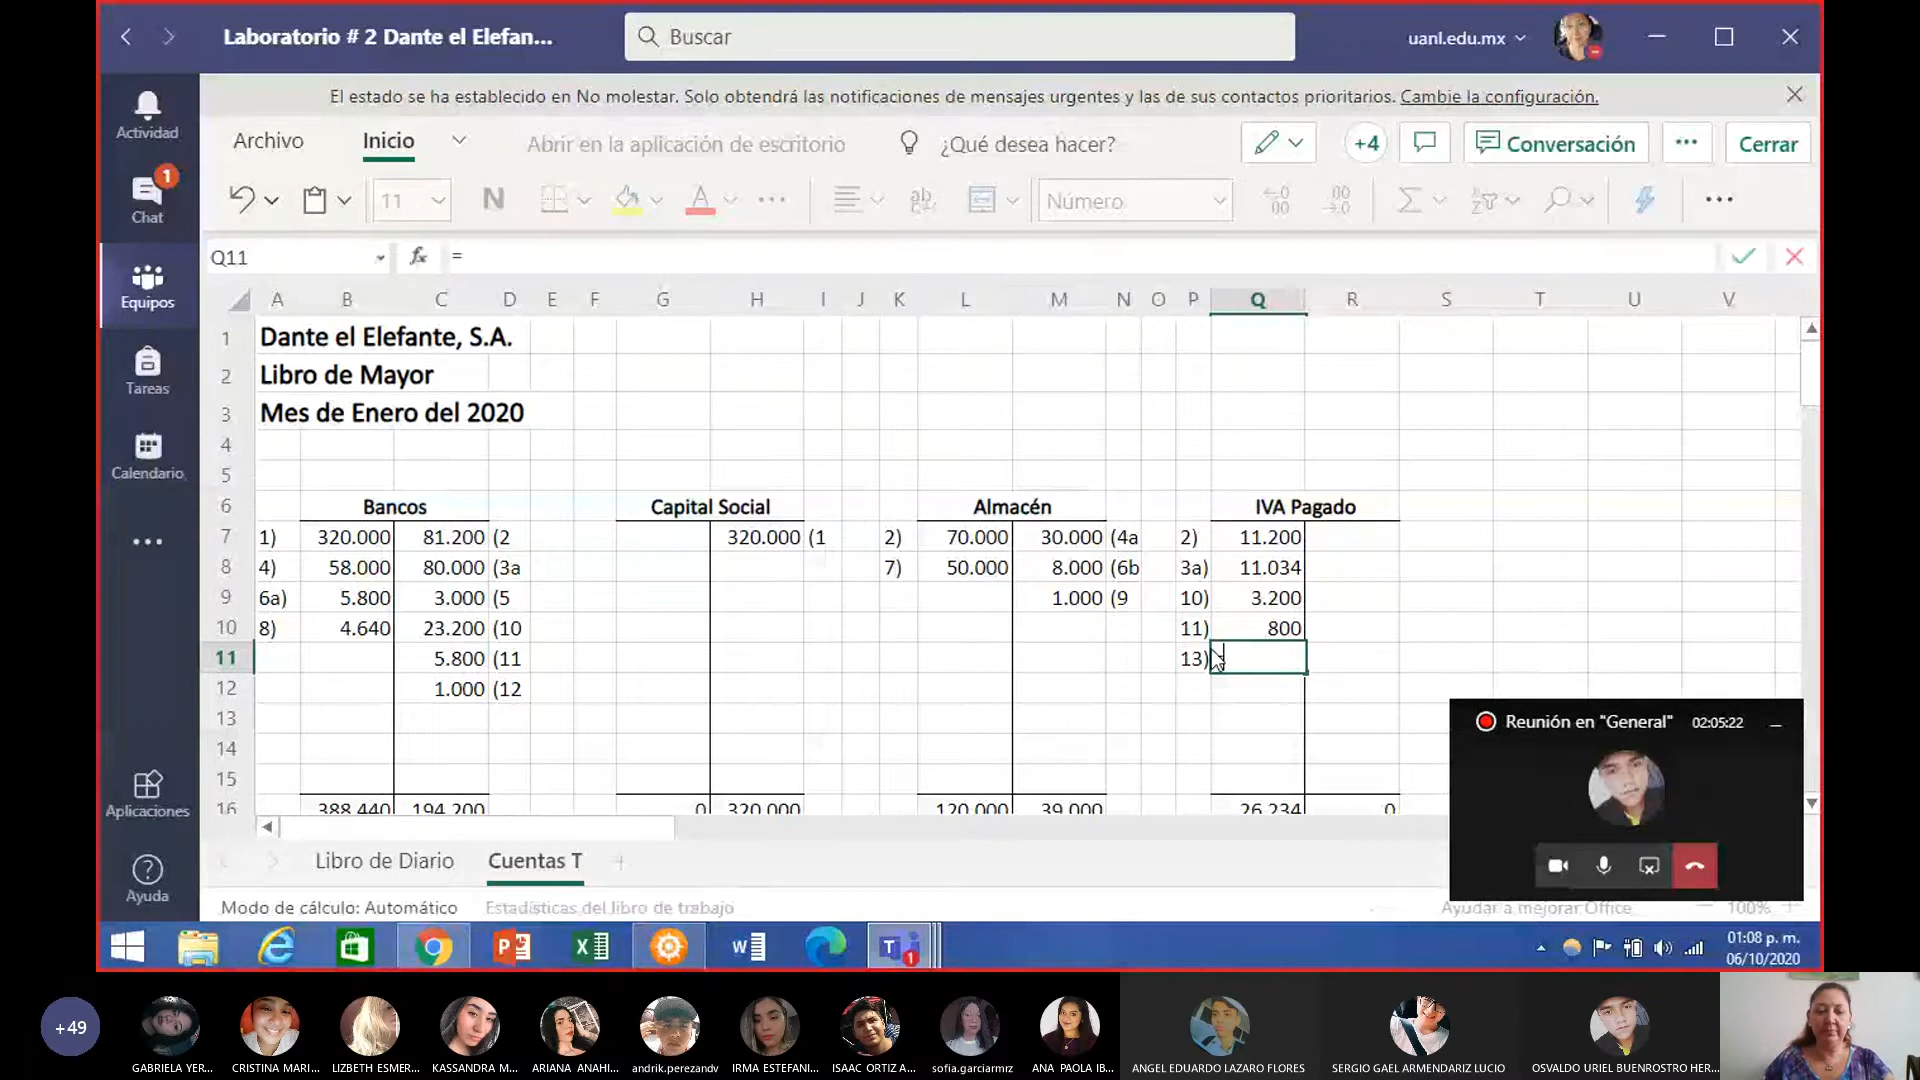 Laboratorio # 2 Dante el Elefan...
Buscar
uanl.edu.mx
El estado se ha establecido en No molestar. Solo obtendrá las notificaciones de mensajes urgentes y las de sus contactos prioritarios. Cambie la configuración.
Actividad
Chat
1
Equipos
Tareas
Calendario
Aplicaciones
Ayuda
Archivo Inicio Abrir en la aplicación de escritorio ¿Qué desea hacer? +4 Conversación Cerrar
11 N A ab Número
Q11 fx =
A B C D E F G H I J K L M N O P Q R S T U V
1 Dante el Elefante, S.A.
2 Libro de Mayor
3 Mes de Enero del 2020
4
5
6 Bancos Capital Social Almacén IVA Pagado
7 1) 320.000 81.200 (2 320.000 (1 2) 70.000 30.000 (4a 2) 11.200
8 4) 58.000 80.000 (3a 7) 50.000 8.000 (6b 3a) 11.034
9 6a) 5.800 3.000 (5 1.000 (9 10) 3.200
10 8) 4.640 23.200 (10 11) 800
11 5.800 (11 13)
12 1.000 (12
13
14
15
16 388.440 194.200 0 320.000 120.000 39.000 26.234 0
Reunión en "General" 02:05:22
Libro de Diario Cuentas T
Modo de cálculo: Automático Estadísticas del libro de trabajo Ayudar a mejorar Office 100%
01:08 p. m.
06/10/2020
+49
GABRIELA YER... CRISTINA MARI... LIZBETH ESMER... KASSANDRA M... ARIANA ANAHI... andrik.perezandv IRMA ESTEFANI... ISAAC ORTIZ A... sofia.garciarmrz ANA PAOLA IB... ANGEL EDUARDO LAZARO FLORES SERGIO GAEL ARMENDARIZ LUCIO OSVALDO URIEL BUENROSTRO HER...